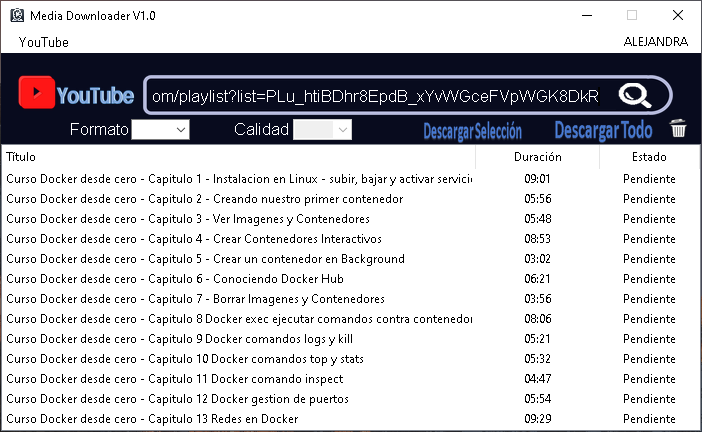 Media Downloader V1.0
YouTube ALEJANDRA
YouTube om/playlist?list=PLu_htiBDhr8EpdB_xYvWGceFVpWGK8DkR
Formato Calidad Descargar Selección Descargar Todo
Título Duración Estado
Curso Docker desde cero - Capitulo 1 - Instalacion en Linux - subir, bajar y activar servici 09:01 Pendiente
Curso Docker desde cero - Capitulo 2 - Creando nuestro primer contenedor 05:56 Pendiente
Curso Docker desde cero - Capitulo 3 - Ver Imagenes y Contenedores 05:48 Pendiente
Curso Docker desde cero - Capitulo 4 - Crear Contenedores Interactivos 08:53 Pendiente
Curso Docker desde cero - Capitulo 5 - Crear un contenedor en Background 03:02 Pendiente
Curso Docker desde cero - Capitulo 6 - Conociendo Docker Hub 06:21 Pendiente
Curso Docker desde cero - Capitulo 7 - Borrar Imagenes y Contenedores 03:56 Pendiente
Curso Docker desde cero - Capitulo 8 Docker exec ejecutar comandos contra contenedor 08:06 Pendiente
Curso Docker desde cero - Capitulo 9 Docker comandos logs y kill 05:21 Pendiente
Curso Docker desde cero - Capitulo 10 Docker comandos top y stats 05:32 Pendiente
Curso Docker desde cero - Capitulo 11 Docker comando inspect 04:47 Pendiente
Curso Docker desde cero - Capitulo 12 Docker gestion de puertos 05:54 Pendiente
Curso Docker desde cero - Capitulo 13 Redes en Docker 09:29 Pendiente